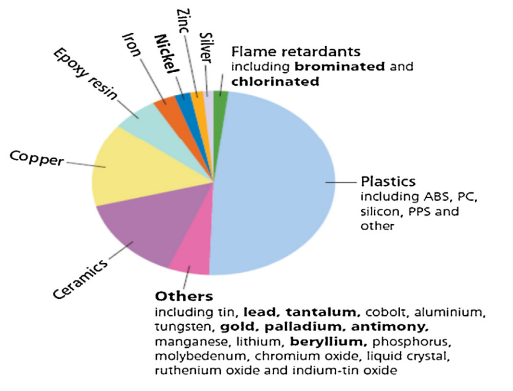 Flame retardants
including brominated and
chlorinated
Plastics
including ABS, PC,
silicon, PPS and
other
Others
including tin, lead, tantalum, cobolt, aluminium,
tungsten, gold, palladium, antimony,
manganese, lithium, beryllium, phosphorus,
molybedenum, chromium oxide, liquid crystal,
ruthenium oxide and indium-tin oxide
Ceramics
Copper
Epoxy resin
Iron
Nickel
Zinc
Silver